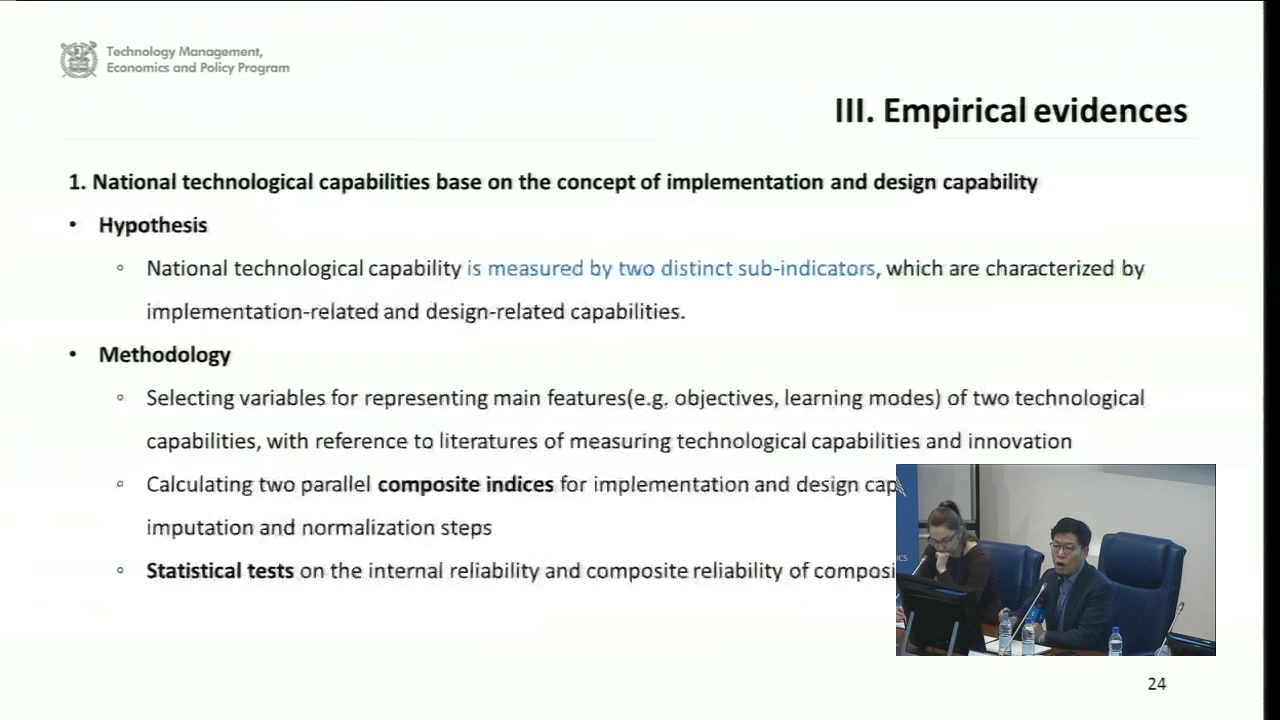 Technology Management,
Economics and Policy Program
III. Empirical evidences
1. National technological capabilities base on the concept of implementation and design capability
• Hypothesis
▫ National technological capability is measured by two distinct sub-indicators, which are characterized by
implementation-related and design-related capabilities.
• Methodology
▫ Selecting variables for representing main features(e.g. objectives, learning modes) of two technological
capabilities, with reference to literatures of measuring technological capabilities and innovation
▫ Calculating two parallel composite indices for implementation and design cap
imputation and normalization steps
▫ Statistical tests on the internal reliability and composite reliability of composi
ICS
24